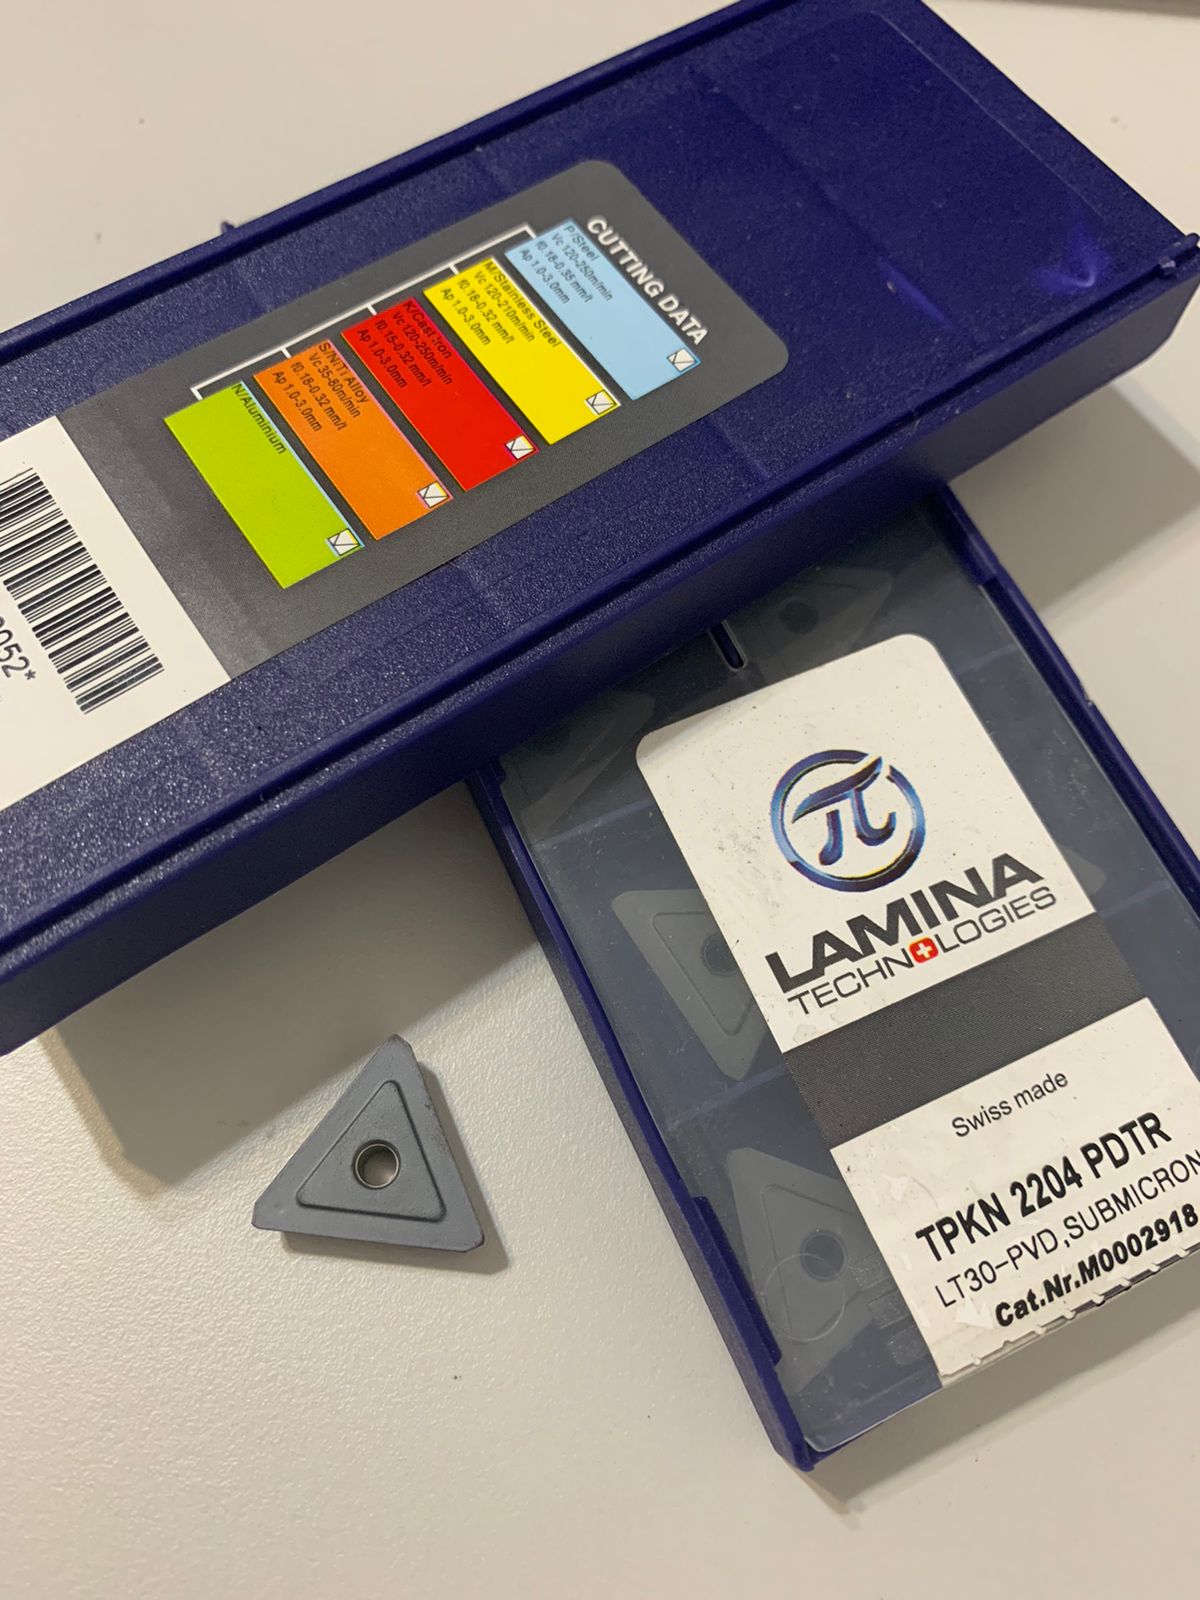 CUTTING DATA
P/Steel
Vc 120-250m/min
f0.18-0.35 mm/t
Ap 1.0-3.0mm
M/Stainless Steel
Vc 120-210m/min
f0.18-0.32 mm/t
Ap 1.0-3.0mm
K/Cast Iron
Vc 120-250m/min
f0.15-0.32 mm/t
Ap 1.0-3.0mm
S/NiTi Alloy
Vc 35-80m/min
f0.18-0.32 mm/t
Ap 1.0-3.0mm
N/Aluminium
052*
π
LAMINA
TECHNOLOGIES
Swiss made
TPKN 2204 PDTR
LT30-PVD,SUBMICRON
Cat.Nr.M0002918